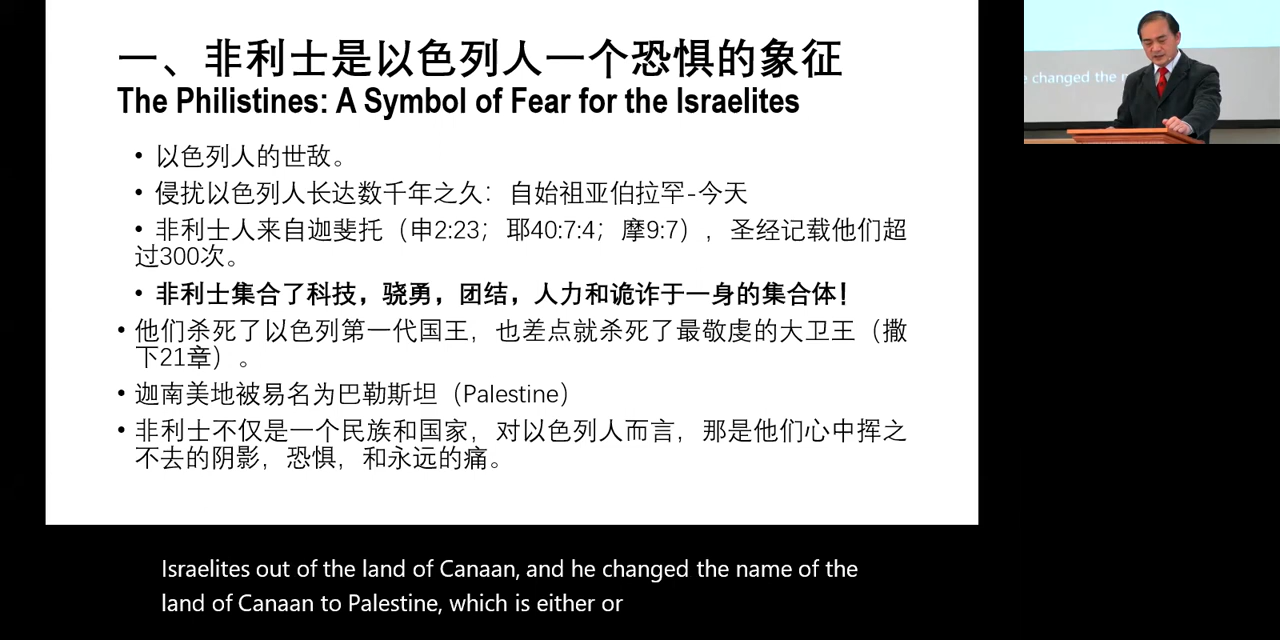 一、非利士是以色列人一个恐惧的象征
The Philistines: A Symbol of Fear for the Israelites
• 以色列人的世敌。
• 侵扰以色列人长达数千年之久：自始祖亚伯拉罕-今天
• 非利士人来自迦斐托（申2:23；耶40:7:4；摩9:7），圣经记载他们超
过300次。
• 非利士集合了科技，骁勇，团结，人力和诡诈于一身的集合体！
• 他们杀死了以色列第一代国王，也差点就杀死了最敬虔的大卫王（撒
下21章）。
• 迦南美地被易名为巴勒斯坦（Palestine）
• 非利士不仅是一个民族和国家，对以色列人而言，那是他们心中挥之
不去的阴影，恐惧，和永远的痛。
e changed the
Israelites out of the land of Canaan, and he changed the name of the
land of Canaan to Palestine, which is either or